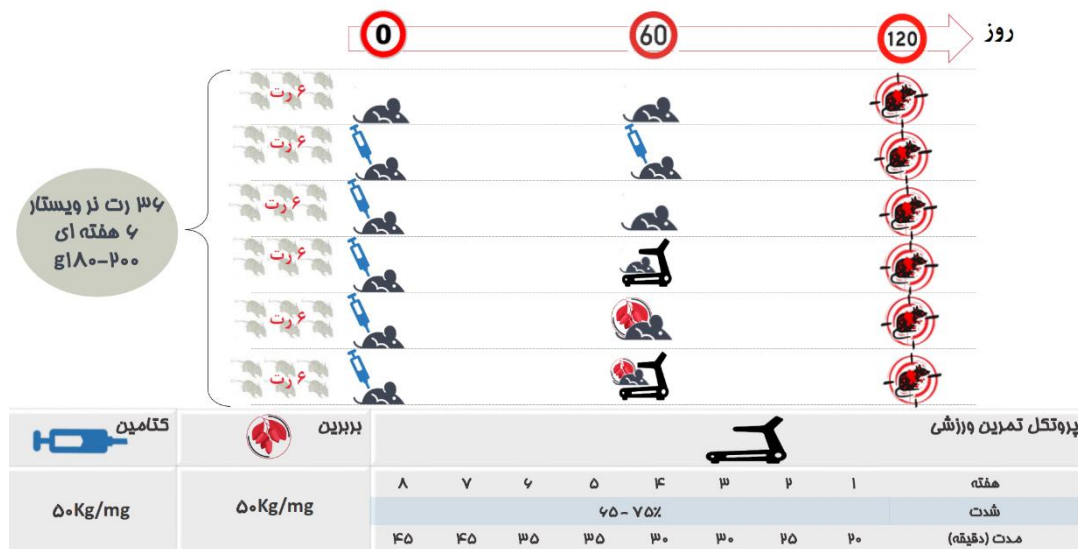 روز
0
60
120
۶ رت
۶ رت
۶ رت
۶ رت
۶ رت
۶ رت
۳۶ رت نر ویستار
۶ هفته ای
g۱۸۰-۲۰۰
پروتکل تمرین ورزشی
بربرین
کتامین
هفته ۱ ۲ ۳ ۴ ۵ ۶ ۷ ۸
شدت ۶۵ - ۷۵٪
مدت (دقیقه) ۲۰ ۲۵ ۳۰ ۳۰ ۳۵ ۳۵ ۴۵ ۴۵
۵۰Kg/mg
۵۰Kg/mg